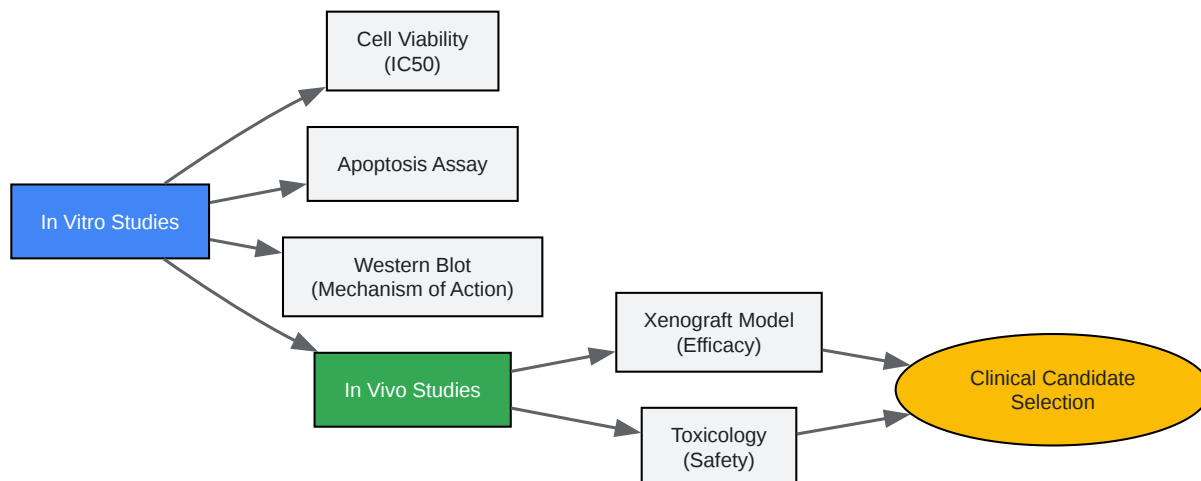 Cell Viability
(IC50)
Apoptosis Assay
In Vitro Studies
Western Blot
(Mechanism of Action)
Xenograft Model
(Efficacy)
In Vivo Studies
Clinical Candidate
Selection
Toxicology
(Safety)